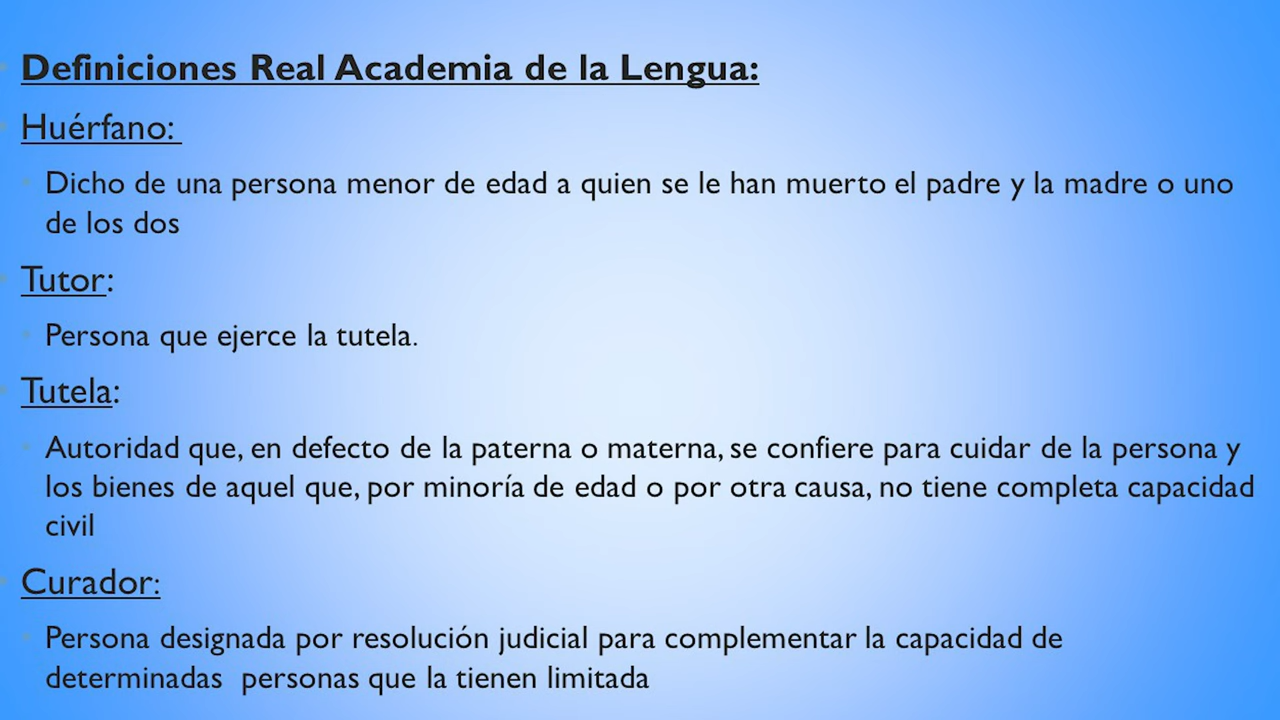 Definiciones Real Academia de la Lengua:
Huérfano:
Dicho de una persona menor de edad a quien se le han muerto el padre y la madre o uno
de los dos
Tutor:
Persona que ejerce la tutela.
Tutela:
Autoridad que, en defecto de la paterna o materna, se confiere para cuidar de la persona y
los bienes de aquel que, por minoría de edad o por otra causa, no tiene completa capacidad
civil
Curador:
Persona designada por resolución judicial para complementar la capacidad de
determinadas  personas que la tienen limitada